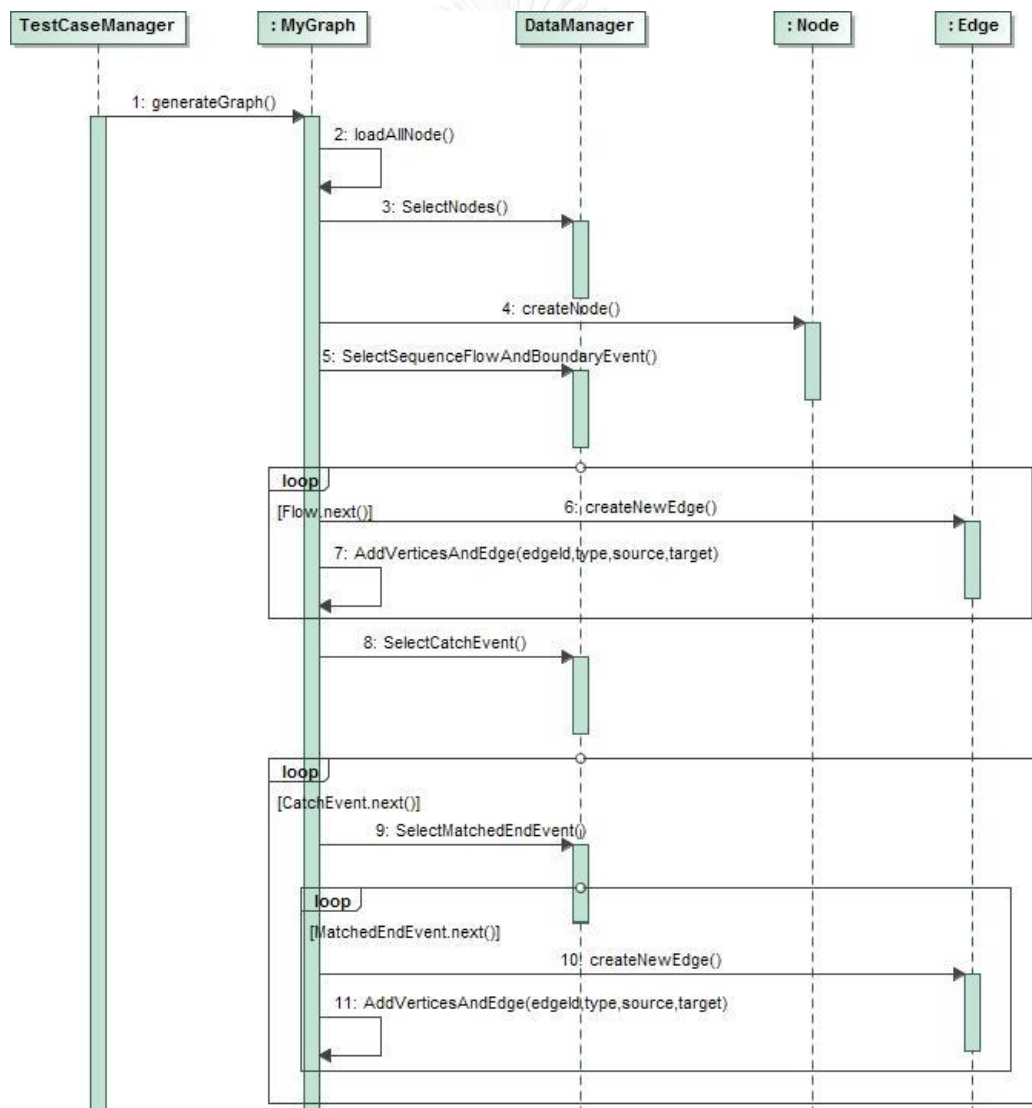 TestCaseManager
: MyGraph
DataManager
: Node
: Edge
1: generateGraph()
2: loadAllNode()
3: SelectNodes()
4: createNode()
5: SelectSequenceFlowAndBoundaryEvent()
loop
[Flow.next()]
6: createNewEdge()
7: AddVerticesAndEdge(edgeId,type,source,target)
8: SelectCatchEvent()
loop
[CatchEvent.next()]
9: SelectMatchedEndEvent()
loop
[MatchedEndEvent.next()]
10: createNewEdge()
11: AddVerticesAndEdge(edgeId,type,source,target)